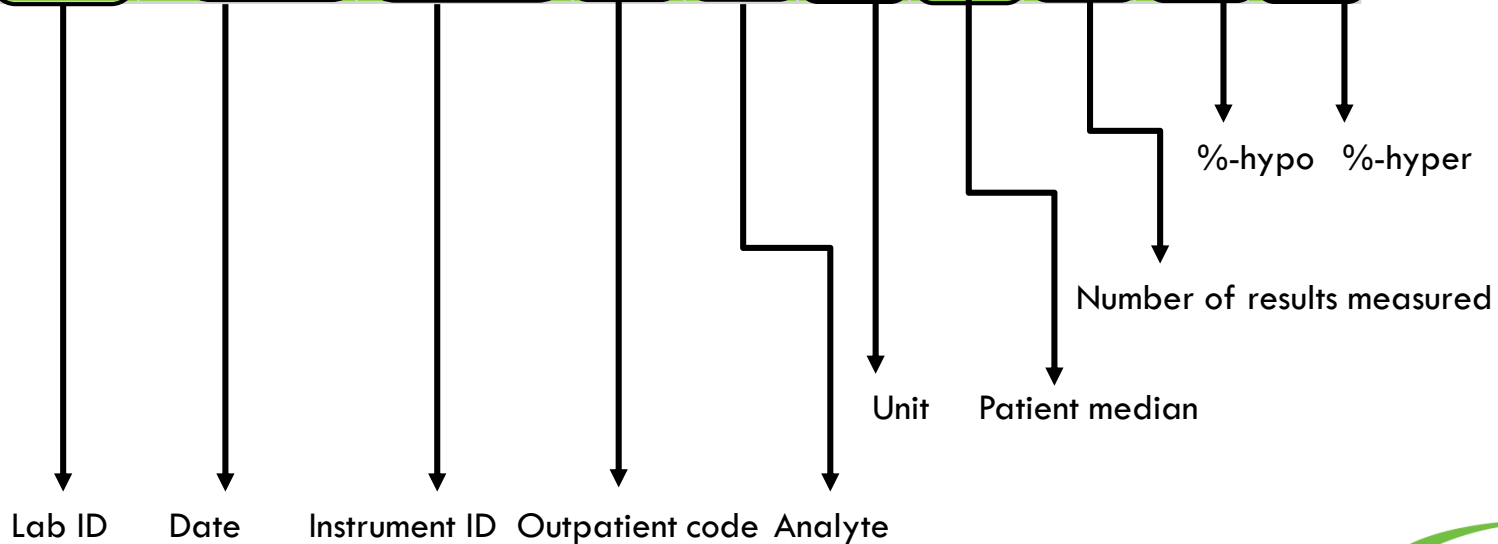 %-hypo %-hyper
Number of results measured
Unit Patient median
Lab ID Date Instrument ID Outpatient code Analyte